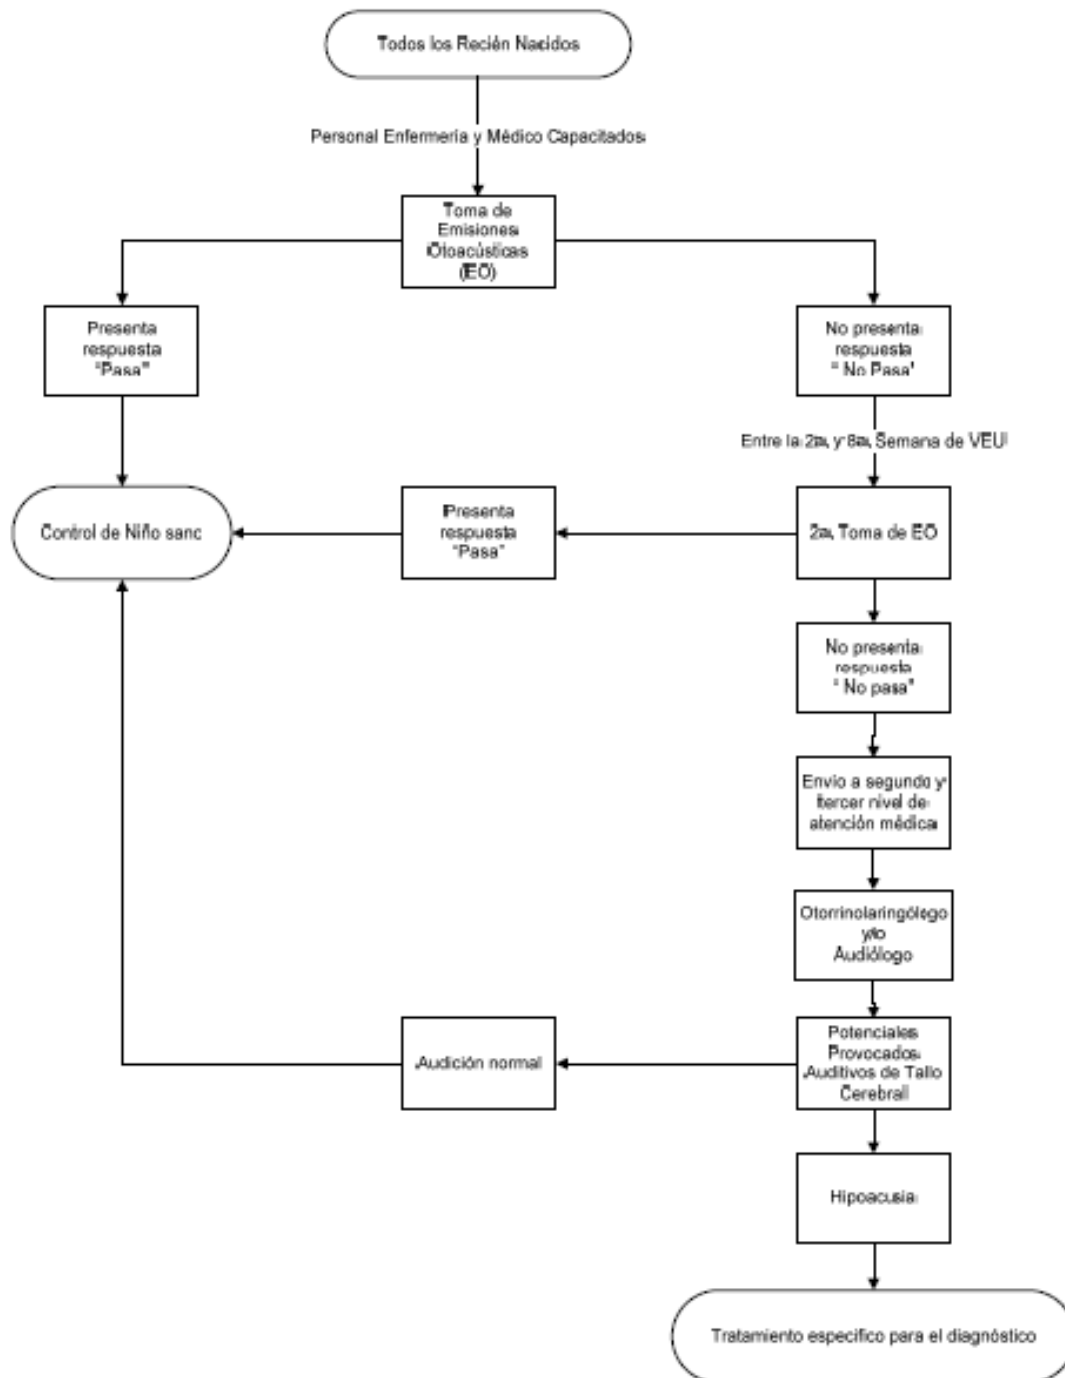 Todos los Recién Nacidos
Personal Enfermería y Médico Capacitados
Toma de
Emisiones
Otoacústicas
(EO)
Presenta
respuesta
"Pasa"
No presenta
respuesta
" No Pasa"
Entre la 2a, y 8a, Semana de VEU
Control de Niño sano
Presenta
respuesta
"Pasa"
2a, Toma de EO
No presenta
respuesta
" No pasa"
Envío a segundo y
tercer nivel de
atención médica
Otorrinolaringólogo
y/o
Audiólogo
Audición normal
Potenciales
Provocados
Auditivos de Tallo
Cerebral
Hipoacusia
Tratamiento específico para el diagnóstico